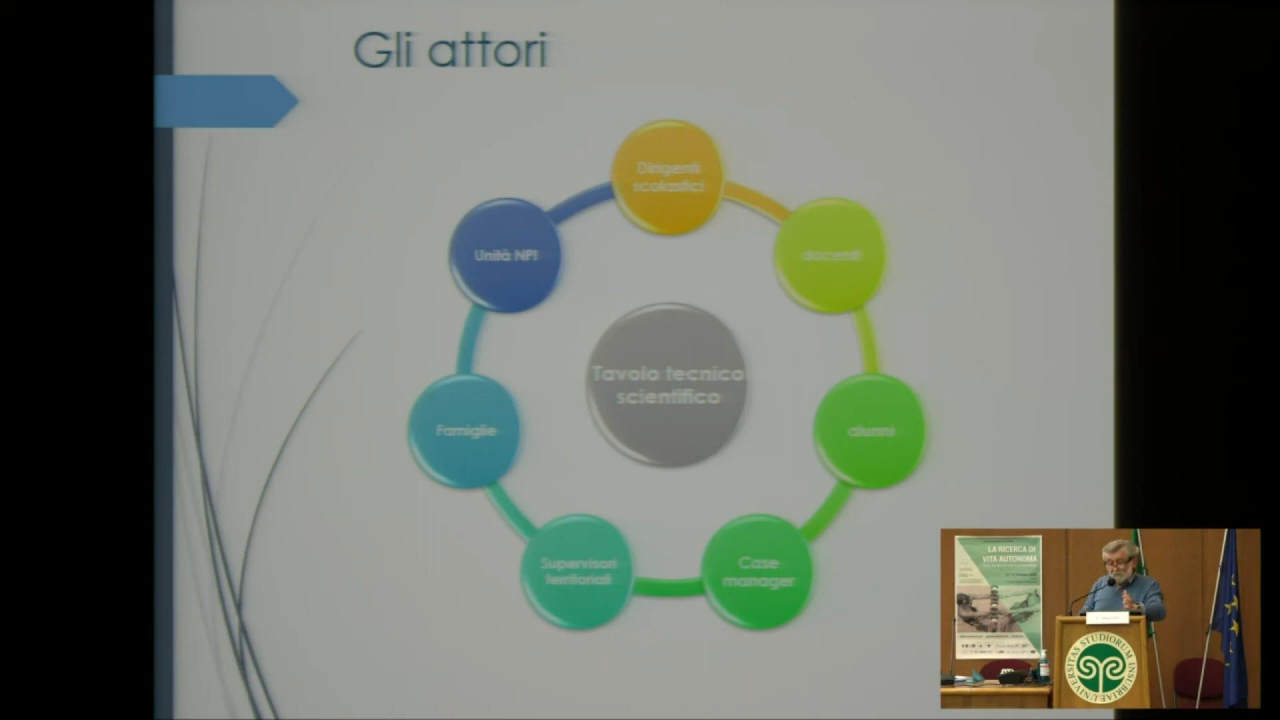 Gli attori
Dirigenti
scolastici
docenti
alunni
Case
manager
Supervisori
territoriali
Famiglie
Unità NPI
Tavolo tecnico
scientifico
LA RICERCA DI
VITA AUTONOMA
UNIVERSITAS STUDIORUM INSUBRIAE